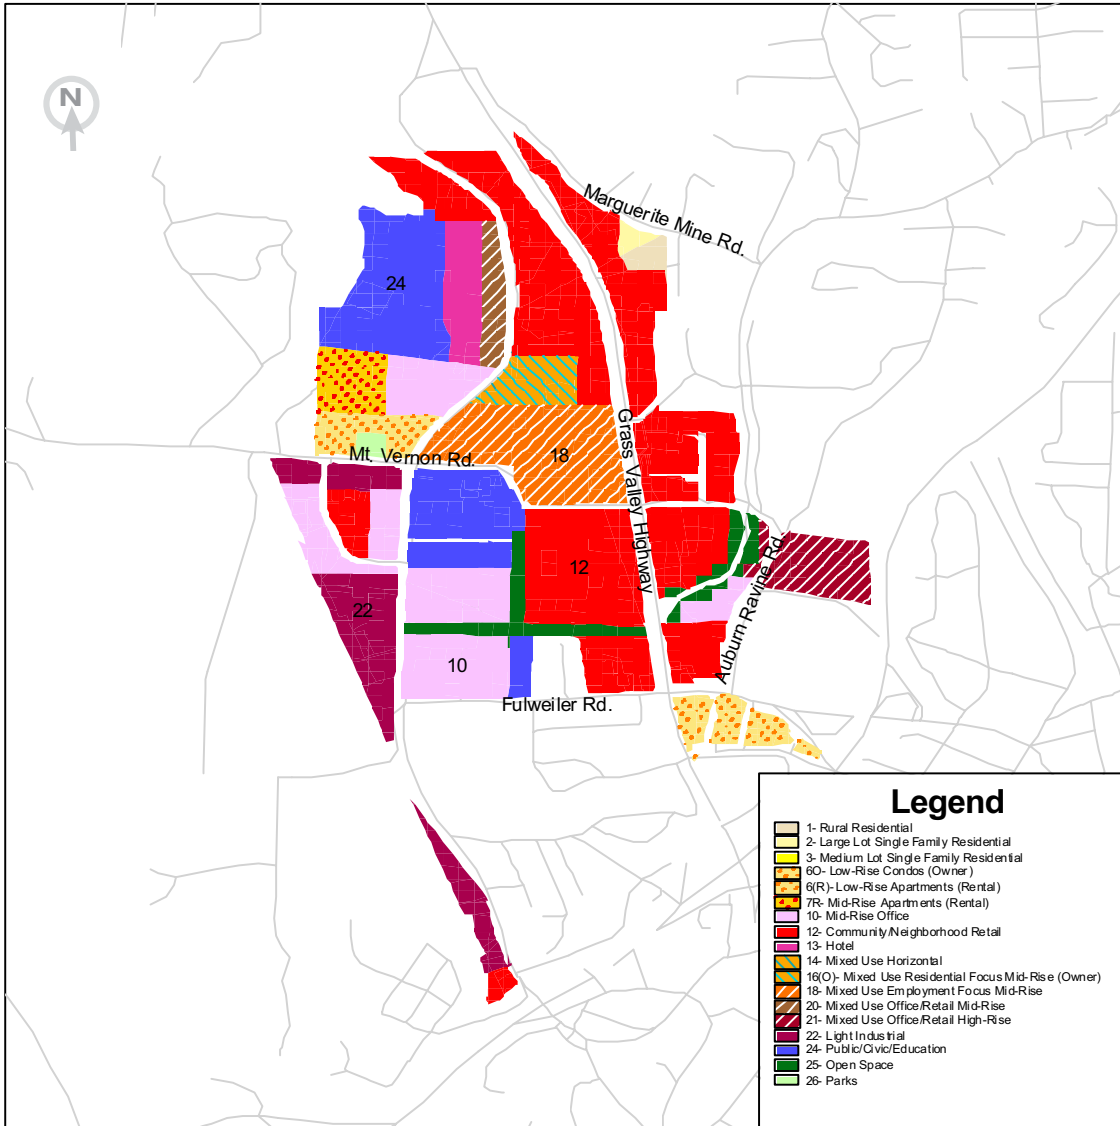 N
Marguerite Mine Rd.
24
Grass Valley Highway
18
Mt. Vernon Rd.
12
Auburn Ravine Rd.
22
10
Fulweiler Rd.
Legend
1- Rural Residential
2- Large Lot Single Family Residential
3- Medium Lot Single Family Residential
6O- Low-Rise Condos (Owner)
6(R)- Low-Rise Apartments (Rental)
7R- Mid-Rise Apartments (Rental)
10- Mid-Rise Office
12- Community/Neighborhood Retail
13- Hotel
14- Mixed Use Horizontal
16(O)- Mixed Use Residential Focus Mid-Rise (Owner)
18- Mixed Use Employment Focus Mid-Rise
20- Mixed Use Office/Retail Mid-Rise
21- Mixed Use Office/Retail High-Rise
22- Light Industrial
24- Public/Civic/Education
25- Open Space
26- Parks